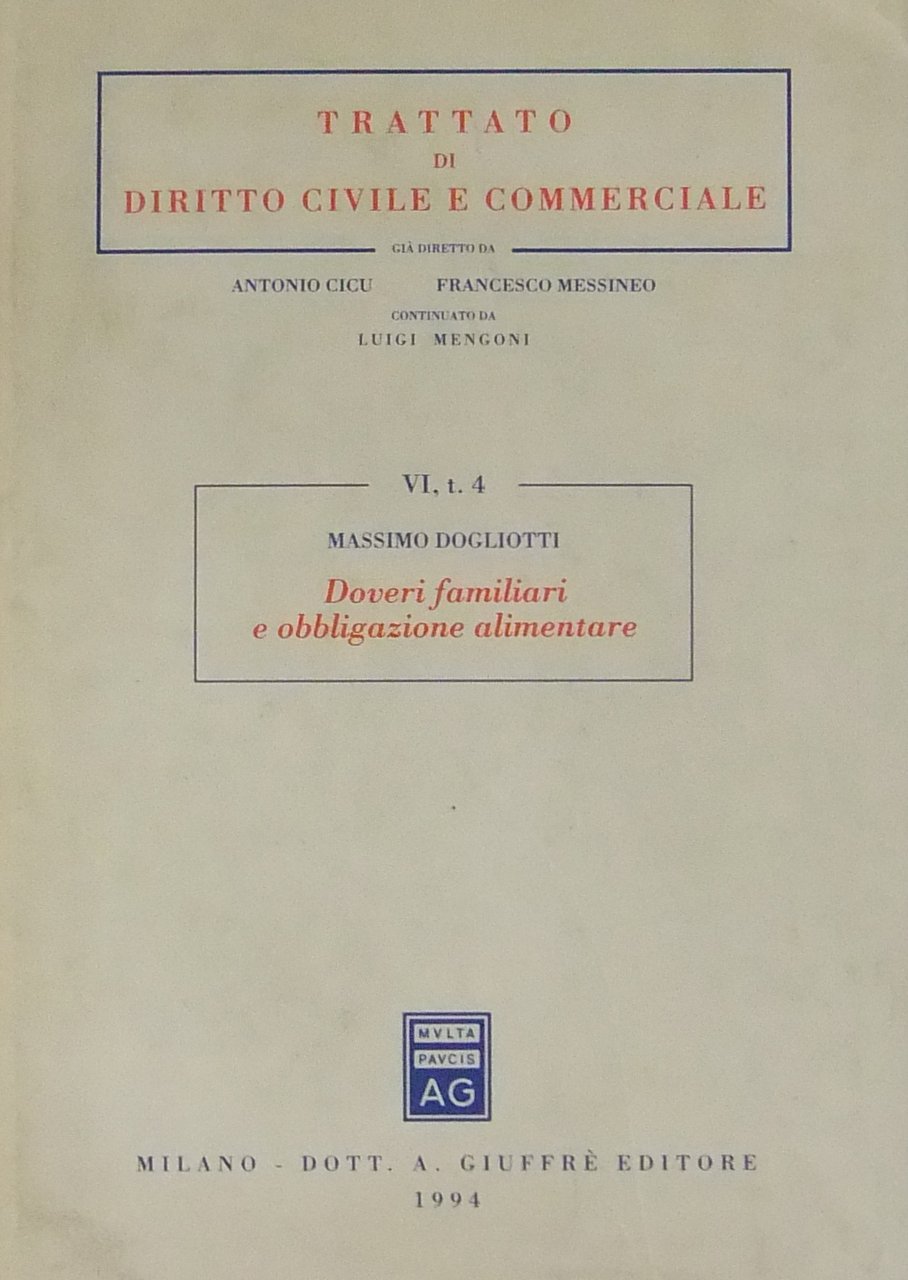 TRATTATO
DI
DIRITTO CIVILE E COMMERCIALE
GIÀ DIRETTO DA
ANTONIO CICU FRANCESCO MESSINEO
CONTINUATO DA
LUIGI MENGONI
VI, t. 4
MASSIMO DOGLIOTTI
Doveri familiari
e obbligazione alimentare
MVLTA
PAVCIS
AG
MILANO - DOTT. A. GIUFFRÈ EDITORE
1994